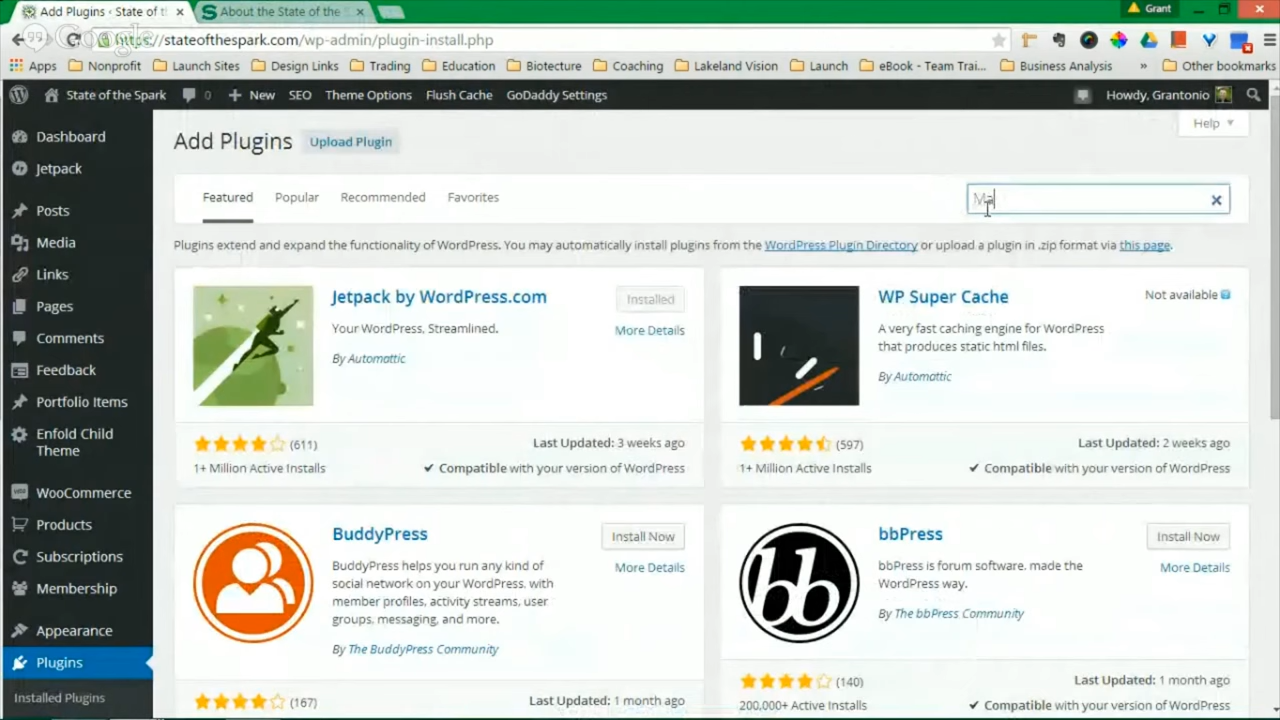 Add Plugins ‹ State of t
About the State of the S
Grant
Google
https://stateofthespark.com/wp-admin/plugin-install.php
Apps Nonprofit Launch Sites Design Links Trading Education Biotecture Coaching Lakeland Vision Launch eBook - Team Trai... Business Analysis » Other bookmarks
State of the Spark 0 New SEO Theme Options Flush Cache GoDaddy Settings Howdy, Grantonio
Dashboard
Jetpack
Posts
Media
Links
Pages
Comments
Feedback
Portfolio Items
Enfold Child
Theme
WooCommerce
Products
Subscriptions
Membership
Appearance
Plugins
Installed Plugins
Help
Add Plugins Upload Plugin
Featured Popular Recommended Favorites
Ma
Plugins extend and expand the functionality of WordPress. You may automatically install plugins from the WordPress Plugin Directory or upload a plugin in .zip format via this page.
Jetpack by WordPress.com
Installed
Your WordPress, Streamlined.
More Details
By Automattic
(611)
Last Updated: 3 weeks ago
1+ Million Active Installs
Compatible with your version of WordPress
WP Super Cache
Not available
A very fast caching engine for WordPress
that produces static html files.
By Automattic
(597)
Last Updated: 2 weeks ago
1+ Million Active Installs
Compatible with your version of WordPress
BuddyPress
Install Now
BuddyPress helps you run any kind of
social network on your WordPress, with
member profiles, activity streams, user
groups, messaging, and more.
More Details
By The BuddyPress Community
(167)
Last Updated: 1 month ago
bbPress
Install Now
bbPress is forum software, made the
WordPress way.
More Details
By The bbPress Community
bb
(140)
Last Updated: 1 month ago
200,000+ Active Installs
Compatible with your version of WordPress